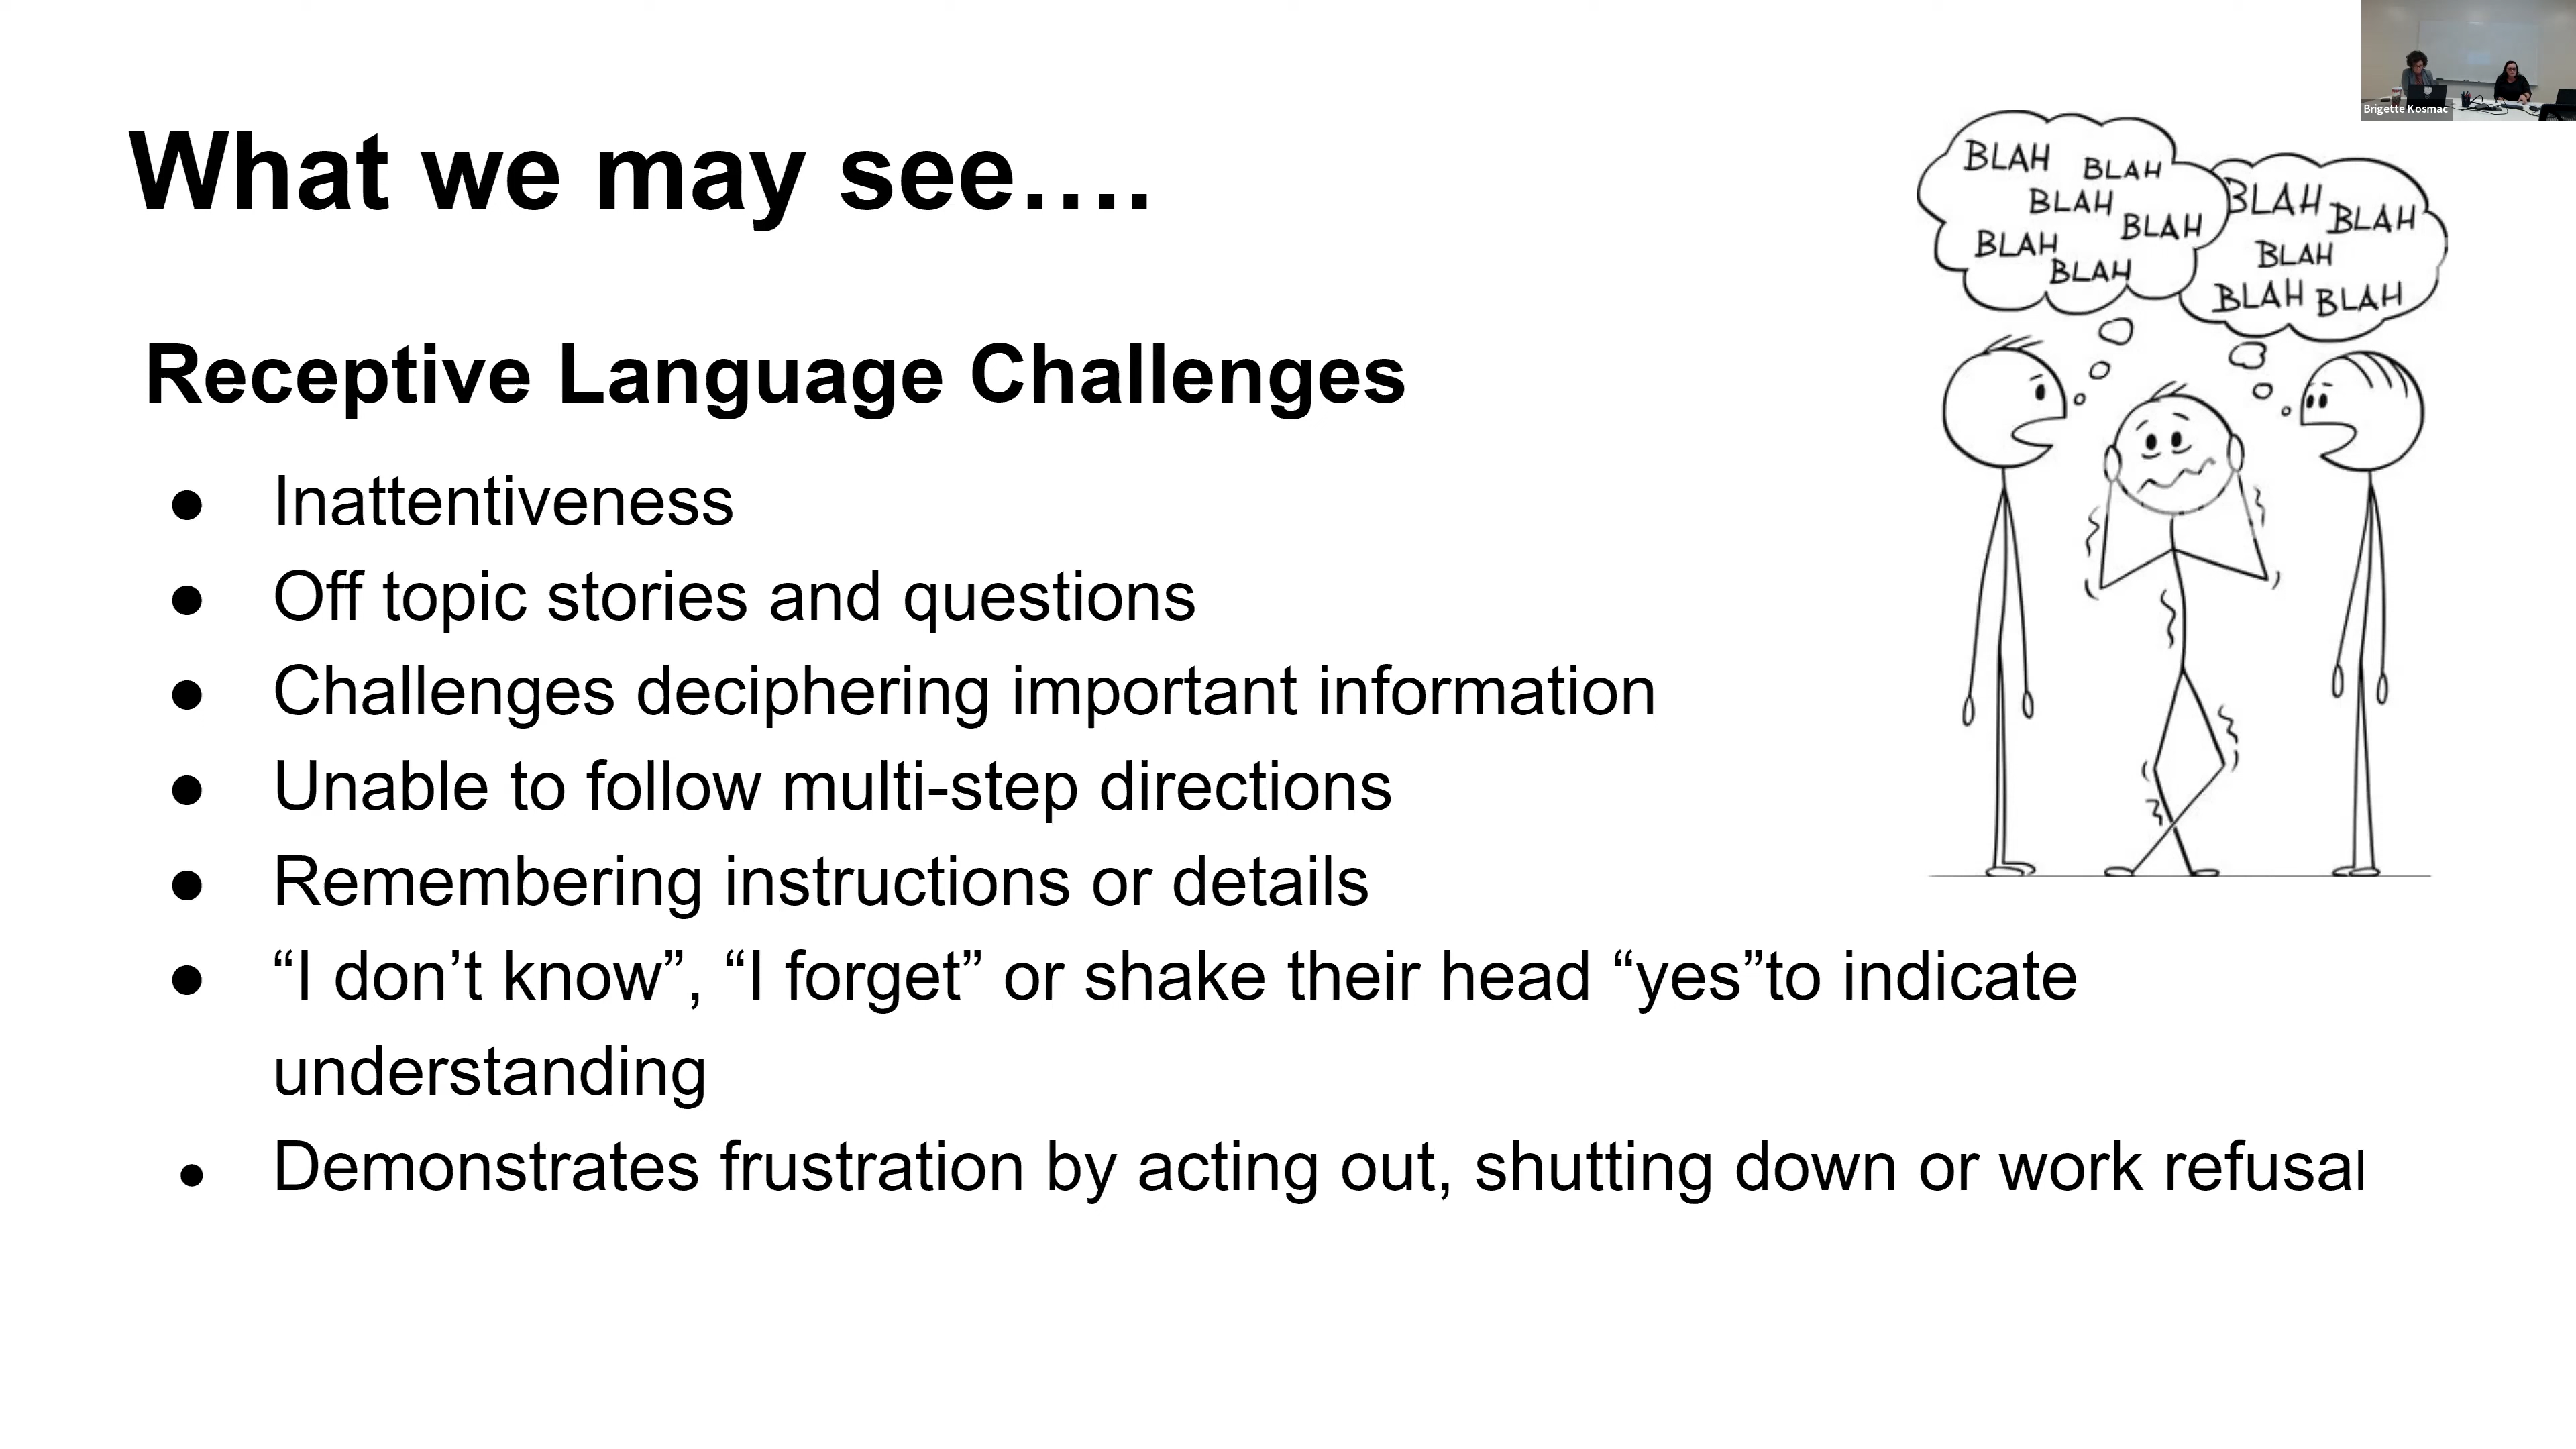 What we may see….
Receptive Language Challenges
● Inattentiveness
● Off topic stories and questions
● Challenges deciphering important information
● Unable to follow multi-step directions
● Remembering instructions or details
● “I don’t know”, “I forget” or shake their head “yes”to indicate
understanding
● Demonstrates frustration by acting out, shutting down or work refusal
BLAH BLAH
BLAH
BLAH
BLAH
BLAH
BLAH BLAH
BLAH
BLAH BLAH
Brigette Kosmac